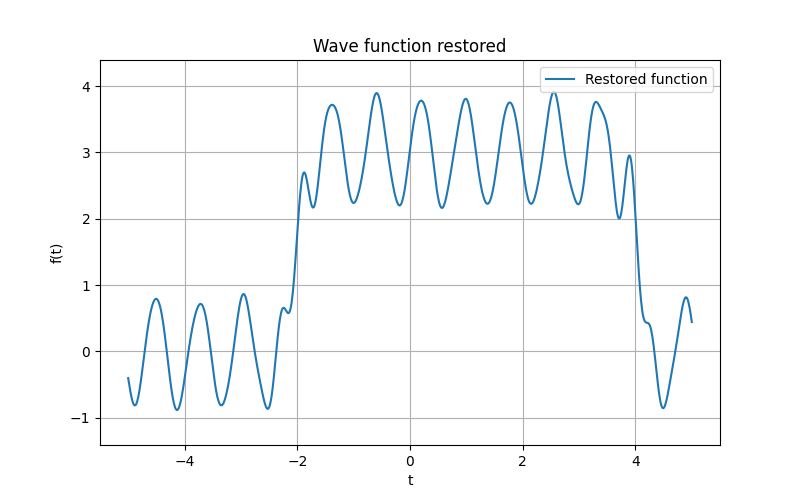 Wave function restored
Restored function
4
3
2
1
0
−1
f(t)
−4
−2
0
2
4
t